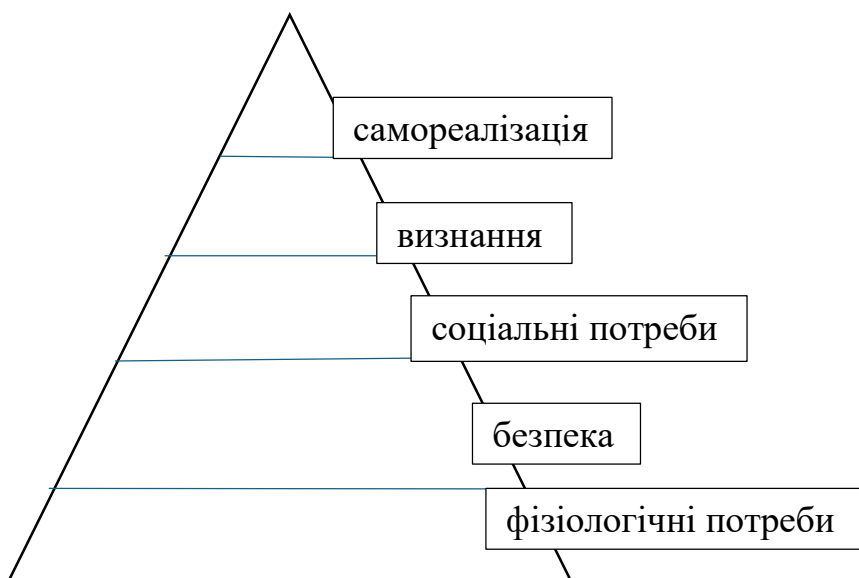 самореалізація
визнання
соціальні потреби
безпека
фізіологічні потреби